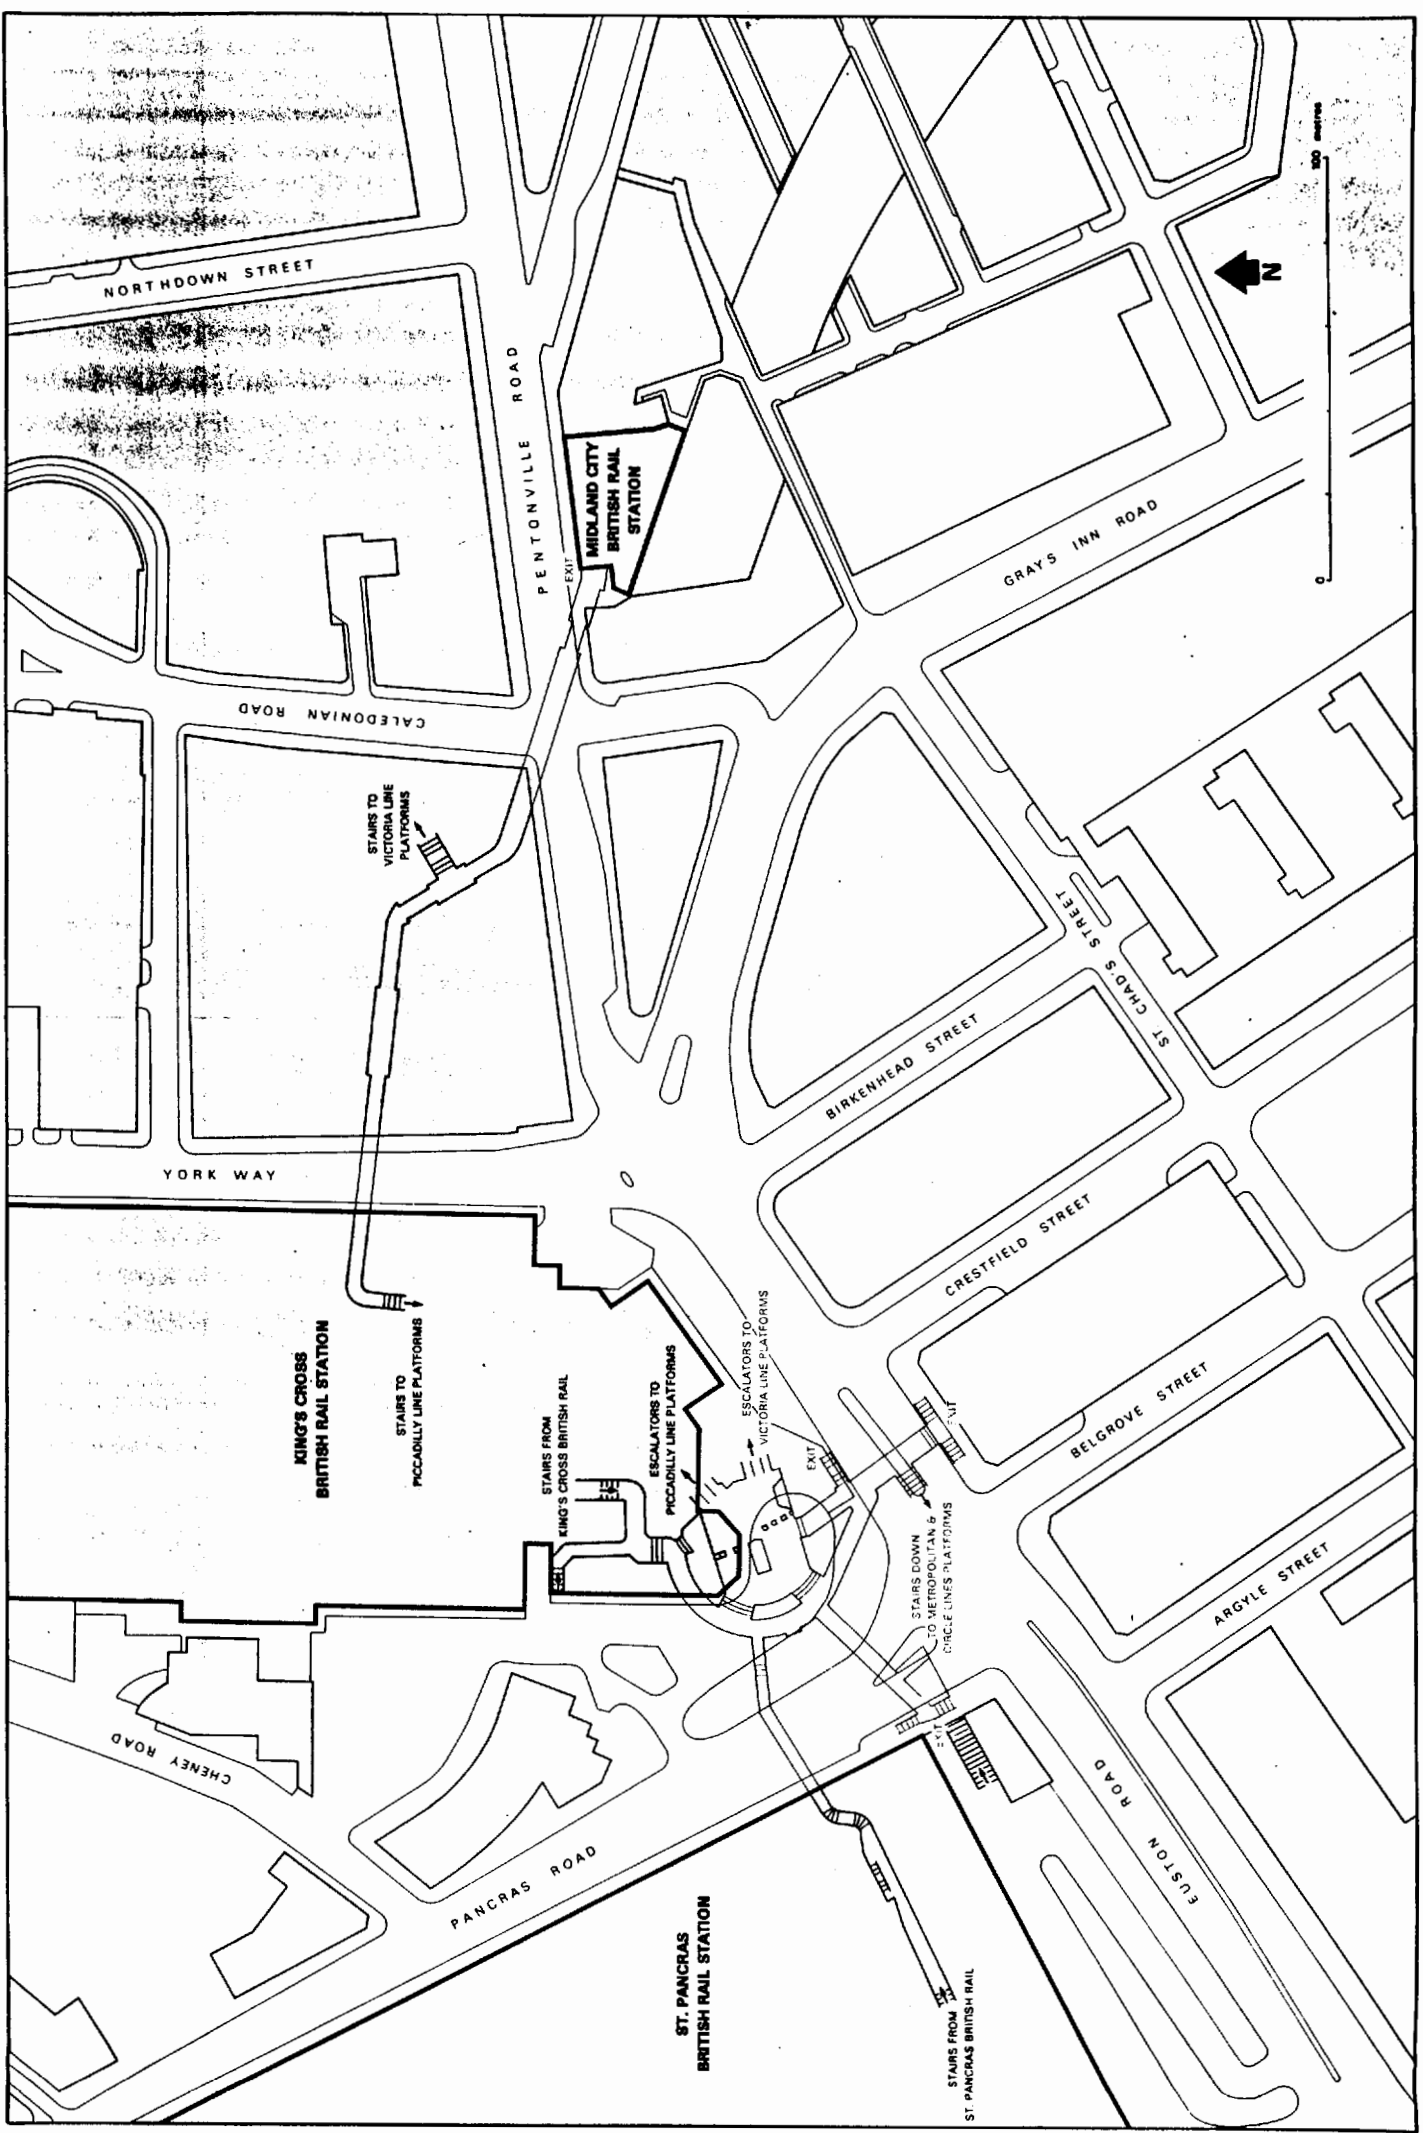 NORTHDOWN STREET
PENTONVILLE ROAD
CALEDONIAN ROAD
MIDLAND CITY
BRITISH RAIL
STATION
EXIT
GRAY'S INN ROAD
100 metres
0
N
STAIRS TO
VICTORIA LINE
PLATFORMS
YORK WAY
BIRKENHEAD STREET
ST. CHAD'S STREET
CRESTFIELD STREET
BELGROVE STREET
ARGYLE STREET
EUSTON ROAD
KING'S CROSS
BRITISH RAIL STATION
STAIRS TO
PICCADILLY LINE PLATFORMS
STAIRS FROM
KING'S CROSS BRITISH RAIL
ESCALATORS TO
PICCADILLY LINE PLATFORMS
ESCALATORS TO
VICTORIA LINE PLATFORMS
EXIT
EXIT
STAIRS DOWN
TO METROPOLITAN &
CIRCLE LINES PLATFORMS
EXIT
CHENEY ROAD
PANCRAS ROAD
ST. PANCRAS
BRITISH RAIL STATION
STAIRS FROM
ST. PANCRAS BRITISH RAIL